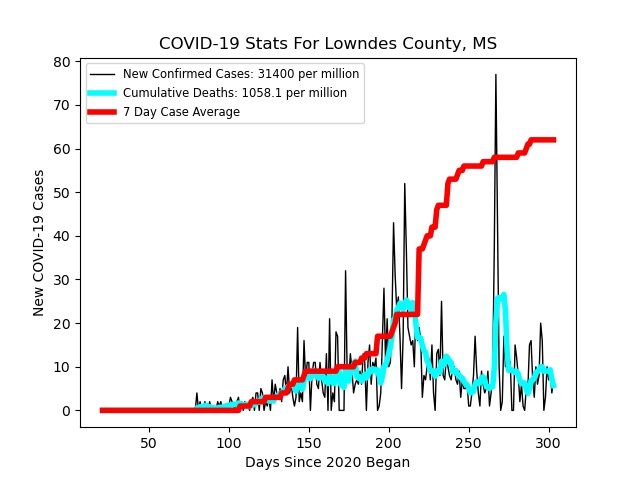 COVID-19 Stats For Lowndes County, MS
New Confirmed Cases: 31400 per million
Cumulative Deaths: 1058.1 per million
7 Day Case Average
80
70
60
50
40
30
20
10
0
New COVID-19 Cases
50 100 150 200 250 300
Days Since 2020 Began